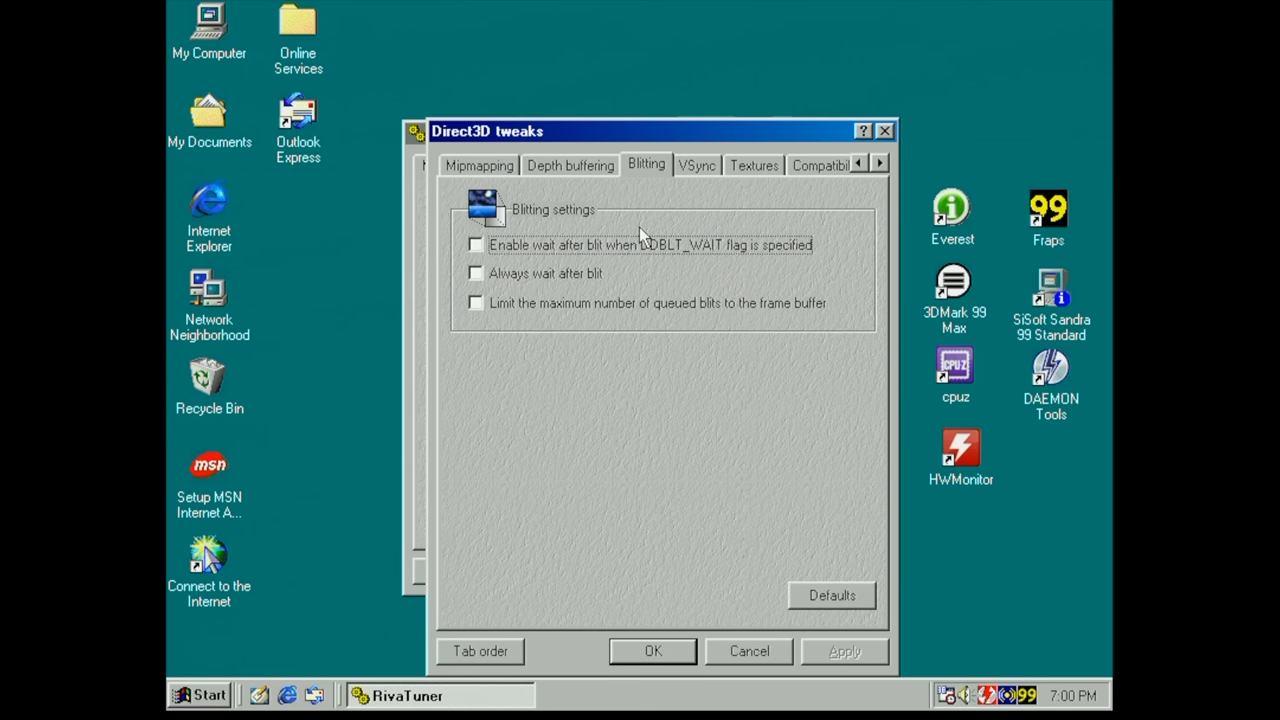 My Computer
Online
Services
My Documents
Outlook
Express
Internet
Explorer
Network
Neighborhood
Recycle Bin
msn
Setup MSN
Internet A...
Connect to the
Internet
Direct3D tweaks
?
Mipmapping
Depth buffering
Blitting
VSync
Textures
Compatibil
Blitting settings
Enable wait after blit when DDBLT_WAIT flag is specified
Always wait after blit
Limit the maximum number of queued blits to the frame buffer
Defaults
Tab order
OK
Cancel
Apply
Everest
99
Fraps
3DMark 99
Max
SiSoft Sandra
99 Standard
CPUZ
cpuz
DAEMON
Tools
HWMonitor
Start
RivaTuner
99
7:00 PM